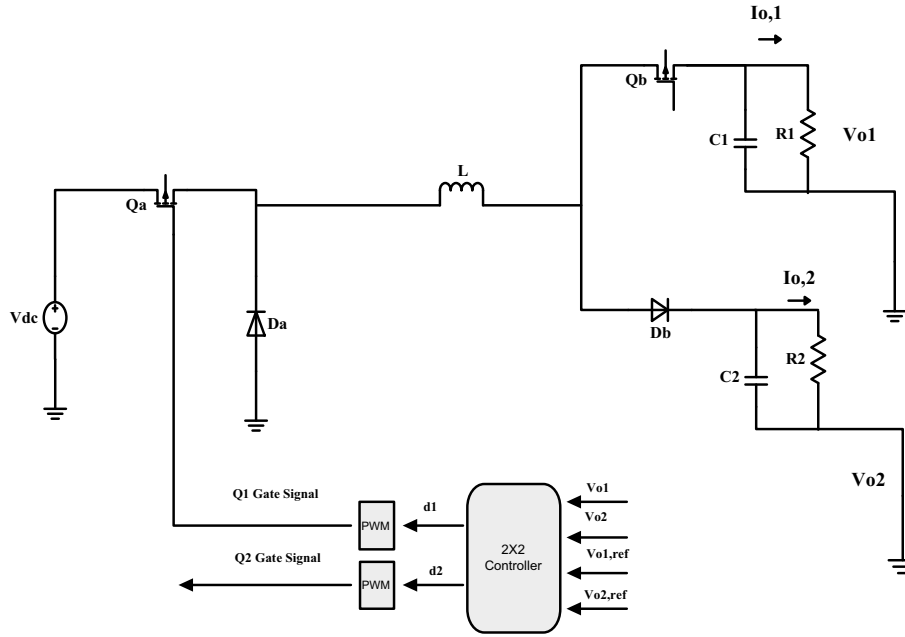 Io,1
Qb
C1
R1
Vo1
L
Qa
Vdc
Da
Io,2
Db
C2
R2
Vo2
Q1 Gate Signal
PWM
d1
Q2 Gate Signal
PWM
d2
2X2
Controller
Vo1
Vo2
Vo1,ref
Vo2,ref